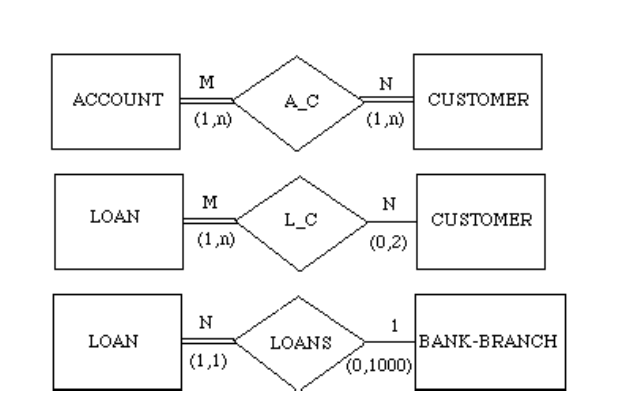 M N
ACCOUNT A_C CUSTOMER
(1,n) (1,n)
M N
LOAN L_C CUSTOMER
(1,n) (0,2)
N 1
LOAN LOANS BANK-BRANCH
(1,1) (0,1000)